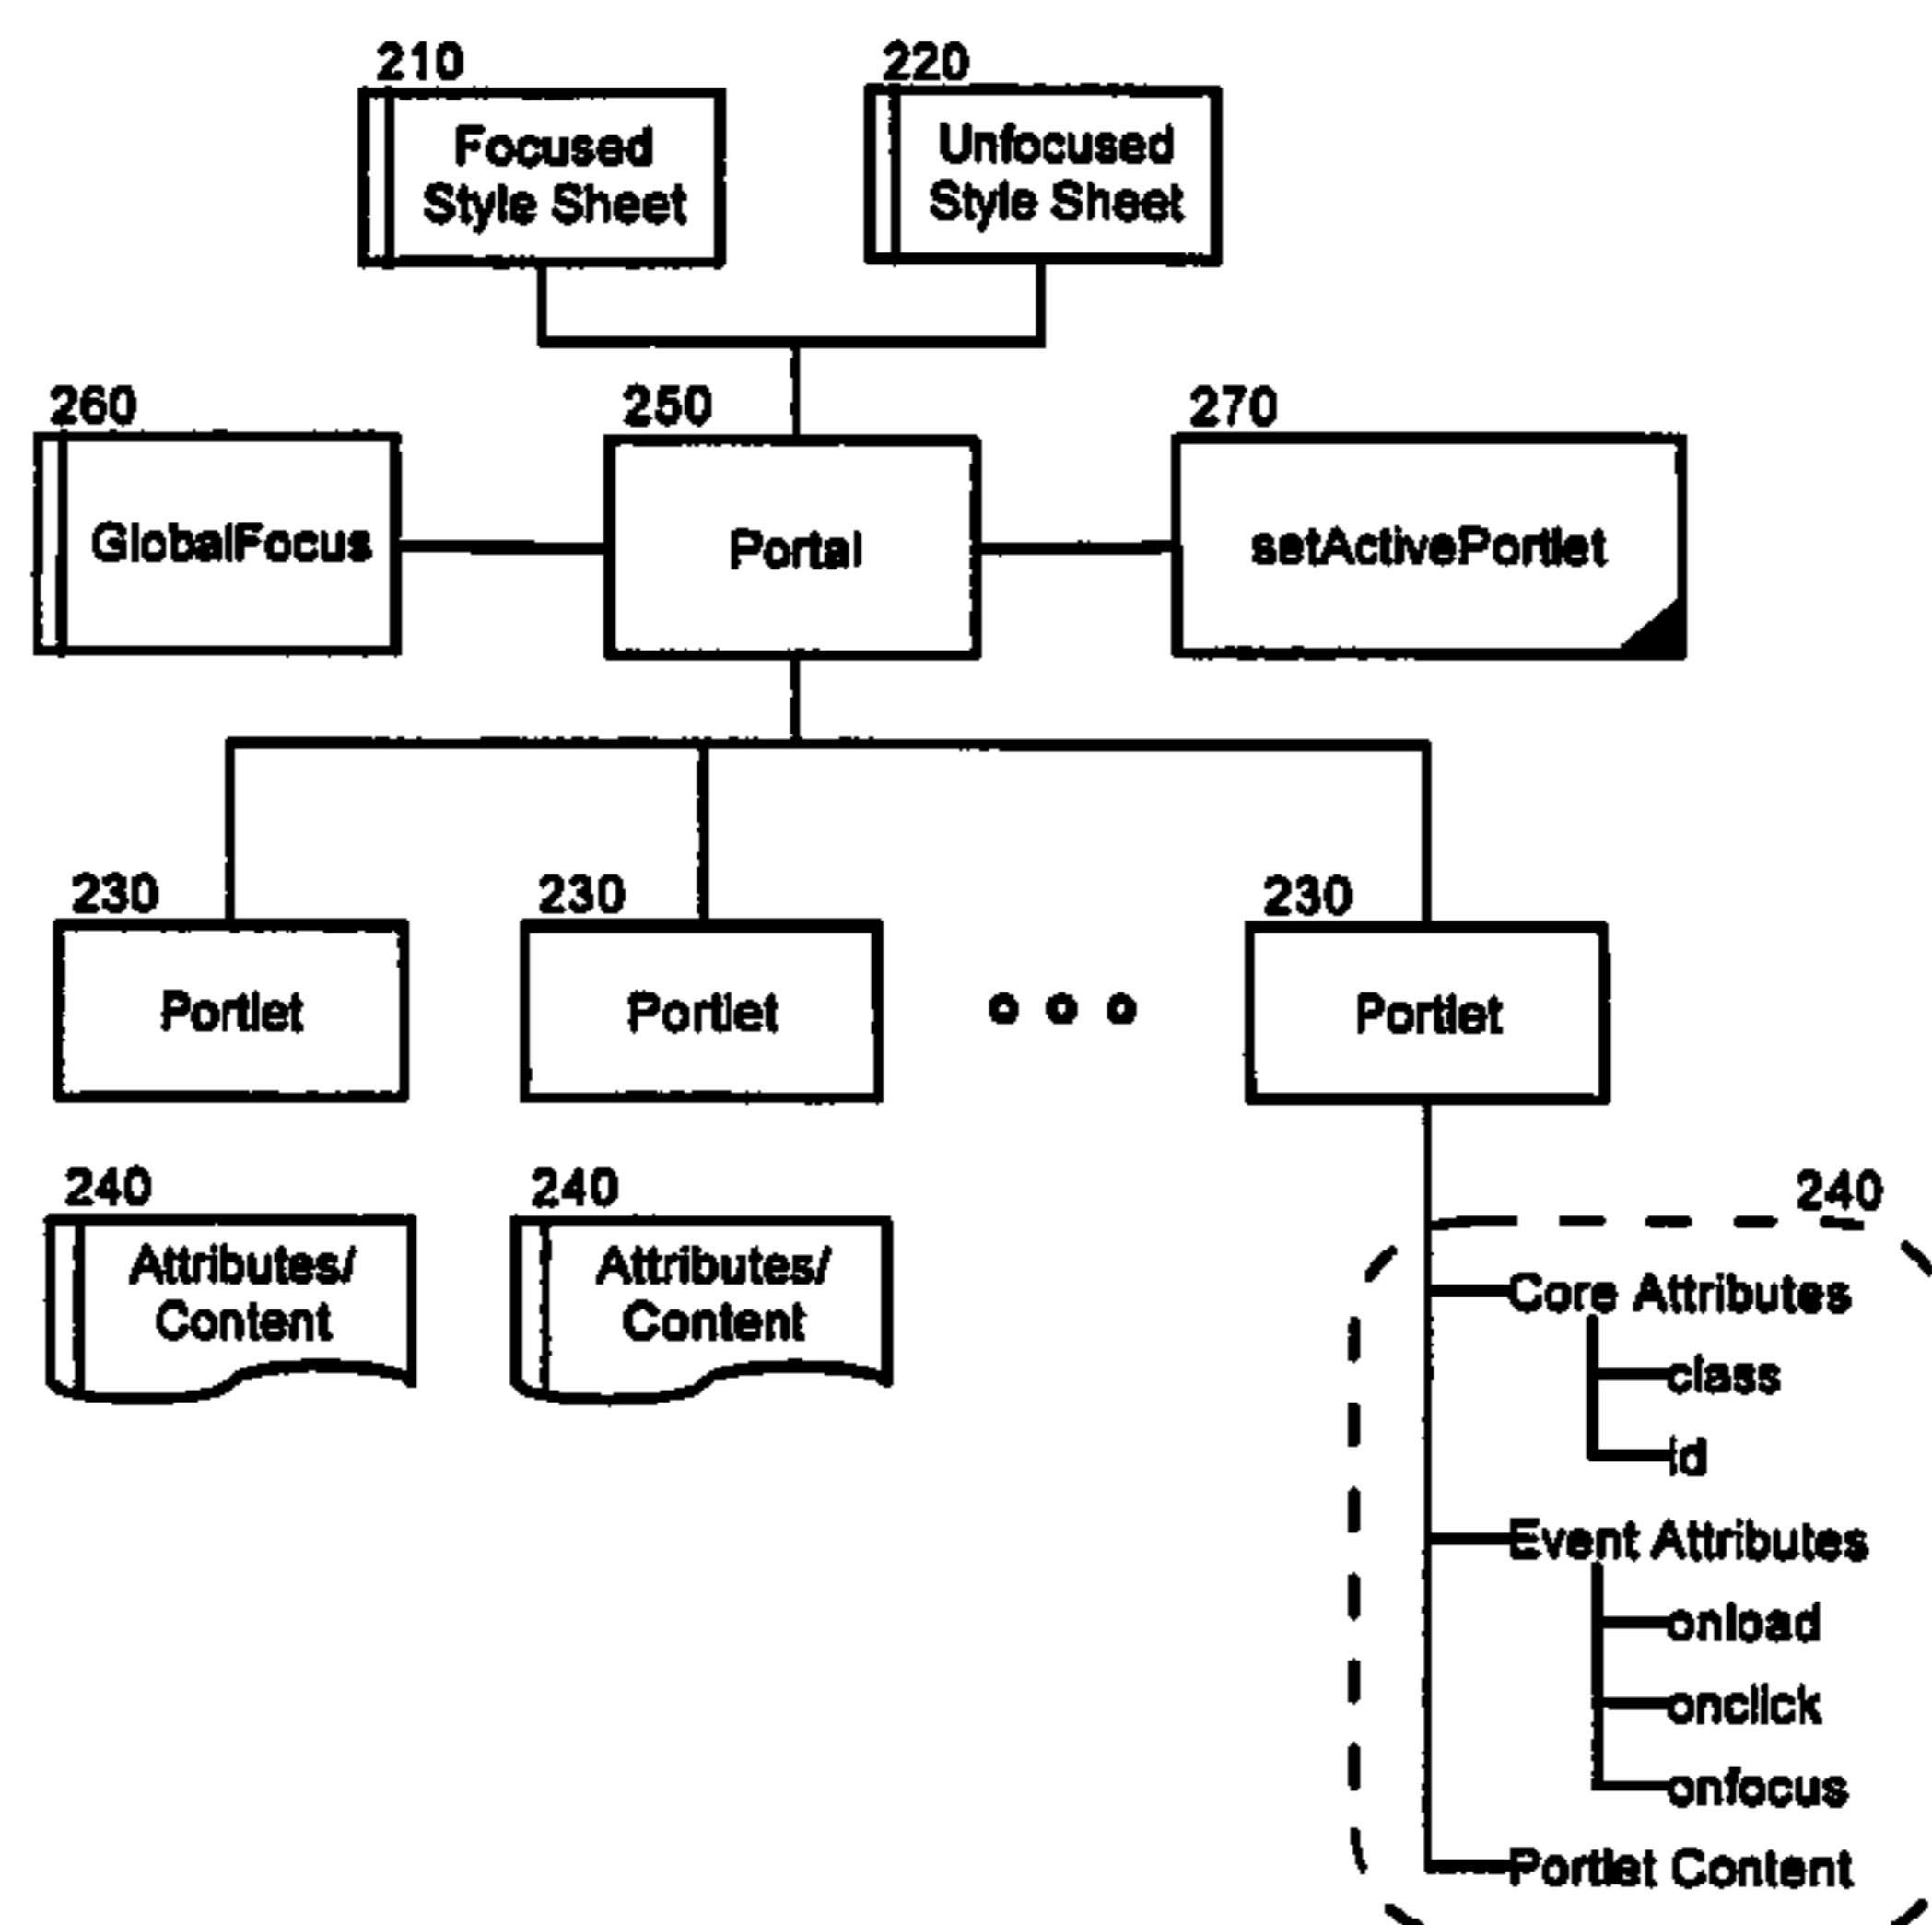 210
220
Focused
Style Sheet
Unfocused
Style Sheet
260
250
270
GlobalFocus
Portal
setActivePortlet
230
230
230
Portlet
Portlet
Portlet
240
240
240
Attributes/
Content
Attributes/
Content
Core Attributes
class
id
Event Attributes
onload
onclick
onfocus
Portlet Content